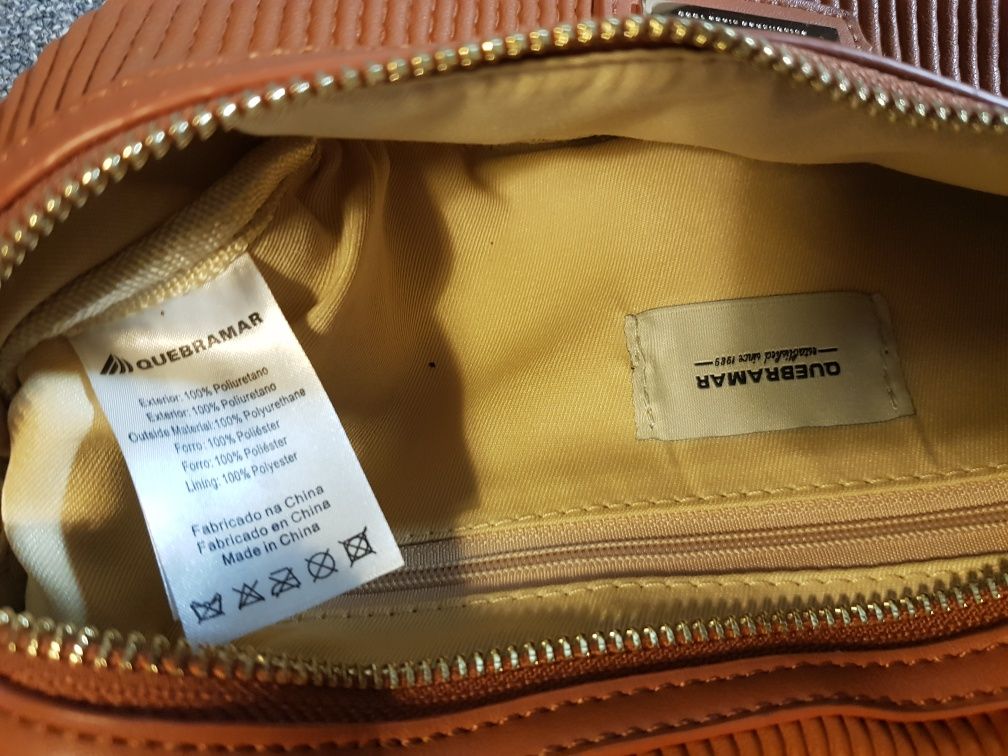 QUEBRAMAR
Exterior: 100% Poliuretano
Exterior: 100% Poliuretano
Outside Material:100% Polyurethane
Forro: 100% Poliéster
Forro: 100% Poliéster
Lining: 100% Polyester
Fabricado na China
Fabricado en China
Made in China
QUEBRAMAR
established since 1989